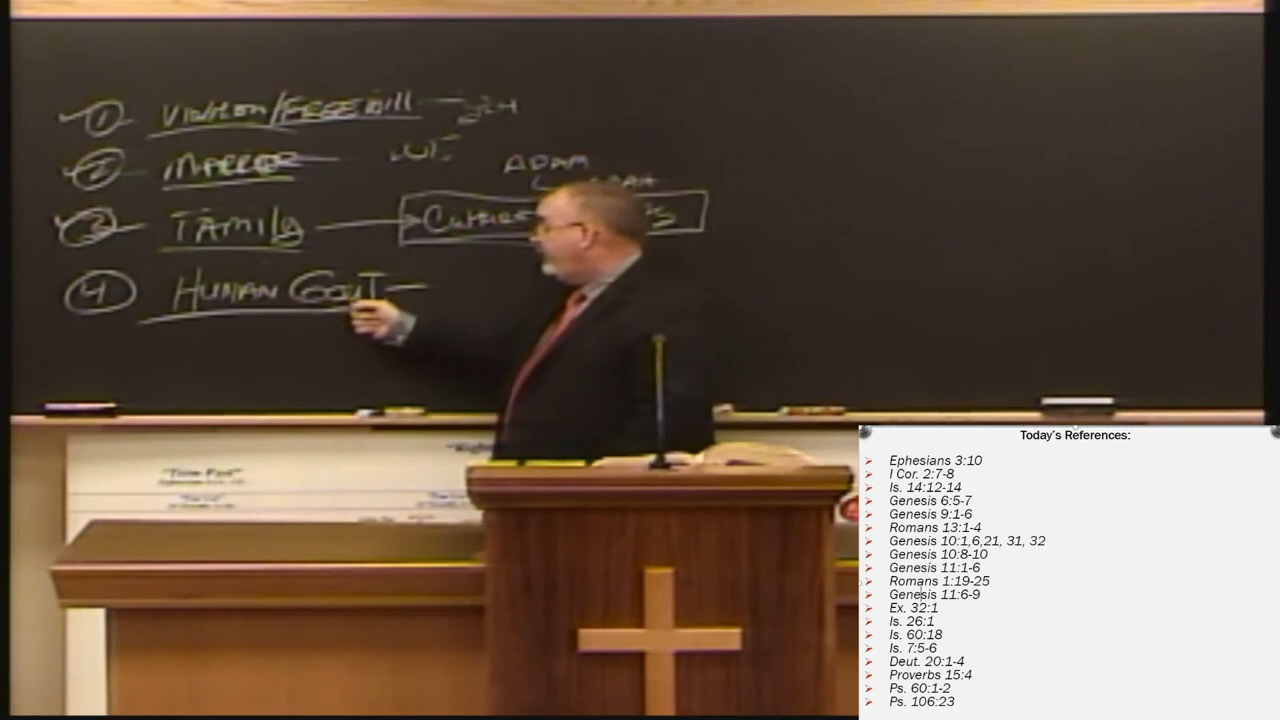 1 Volition/Freewill
2
ADAM
3 Family
4 HUMAN GOVT
"Time Past"
Today's References:
Ephesians 3:10
I Cor. 2:7-8
Is. 14:12-14
Genesis 6:5-7
Genesis 9:1-6
Romans 13:1-4
Genesis 10:1,6,21, 31, 32
Genesis 10:8-10
Genesis 11:1-6
Romans 1:19-25
Genesis 11:6-9
Ex. 32:1
Is. 26:1
Is. 60:18
Is. 7:5-6
Deut. 20:1-4
Proverbs 15:4
Ps. 60:1-2
Ps. 106:23